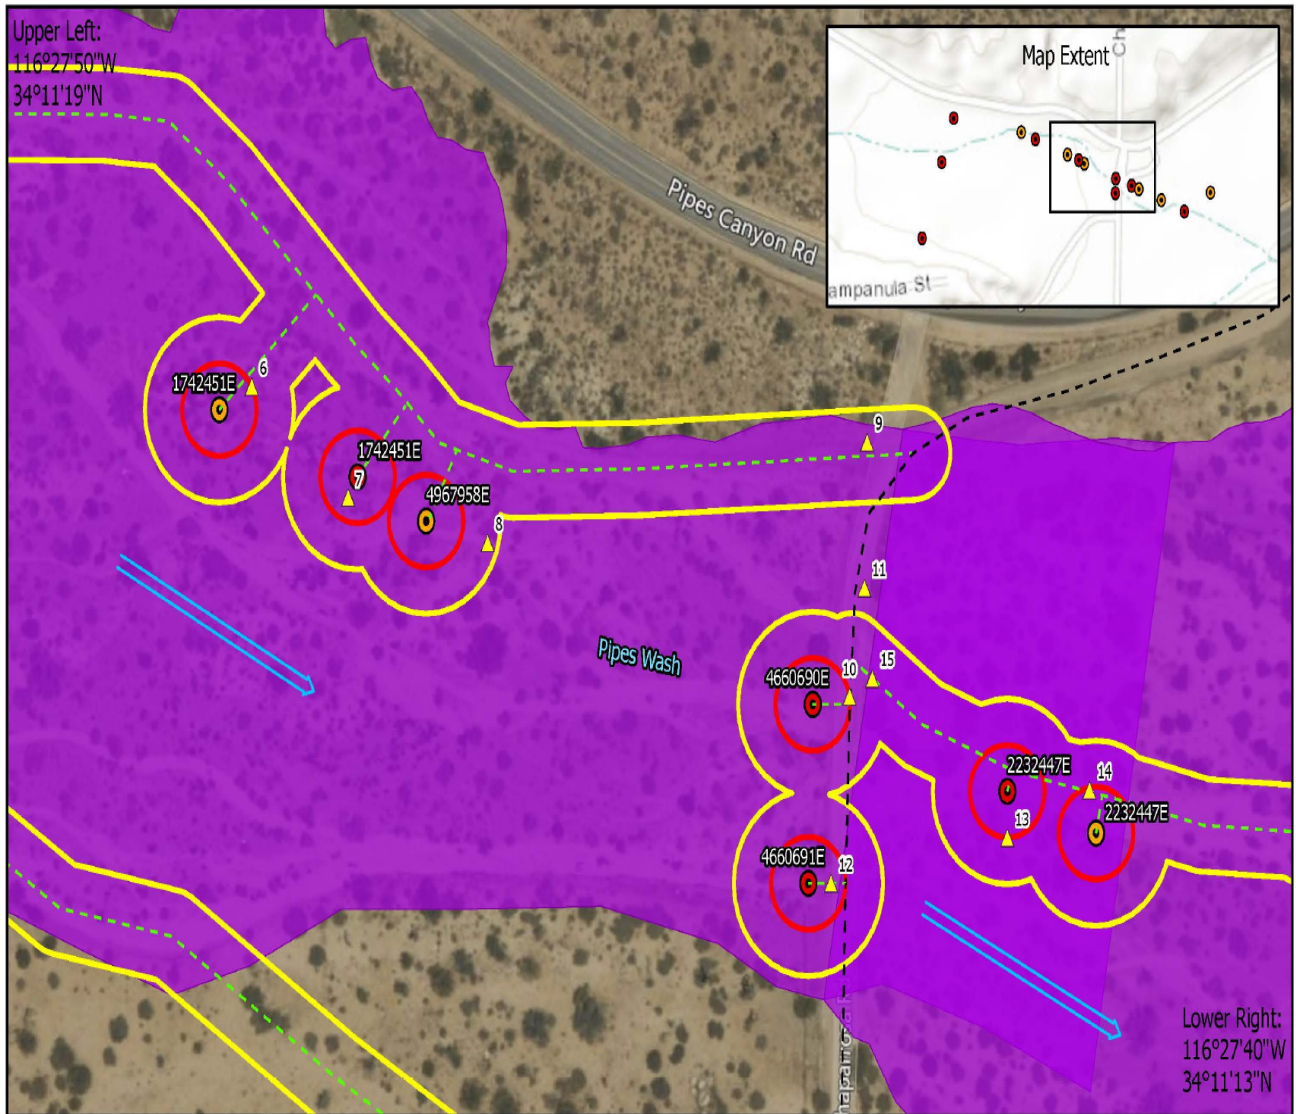 Upper Left:
116°27'50"W
34°11'19"N
Map Extent
Ch
ampanula St
Pipes Canyon Rd
6
1742451E
1742451E
7
4967958E
8
9
11
Pipes Wash
10
15
4660690E
2232447E
14
2232447E
13
4660691E
12
Lower Right:
116°27'40"W
34°11'13"N